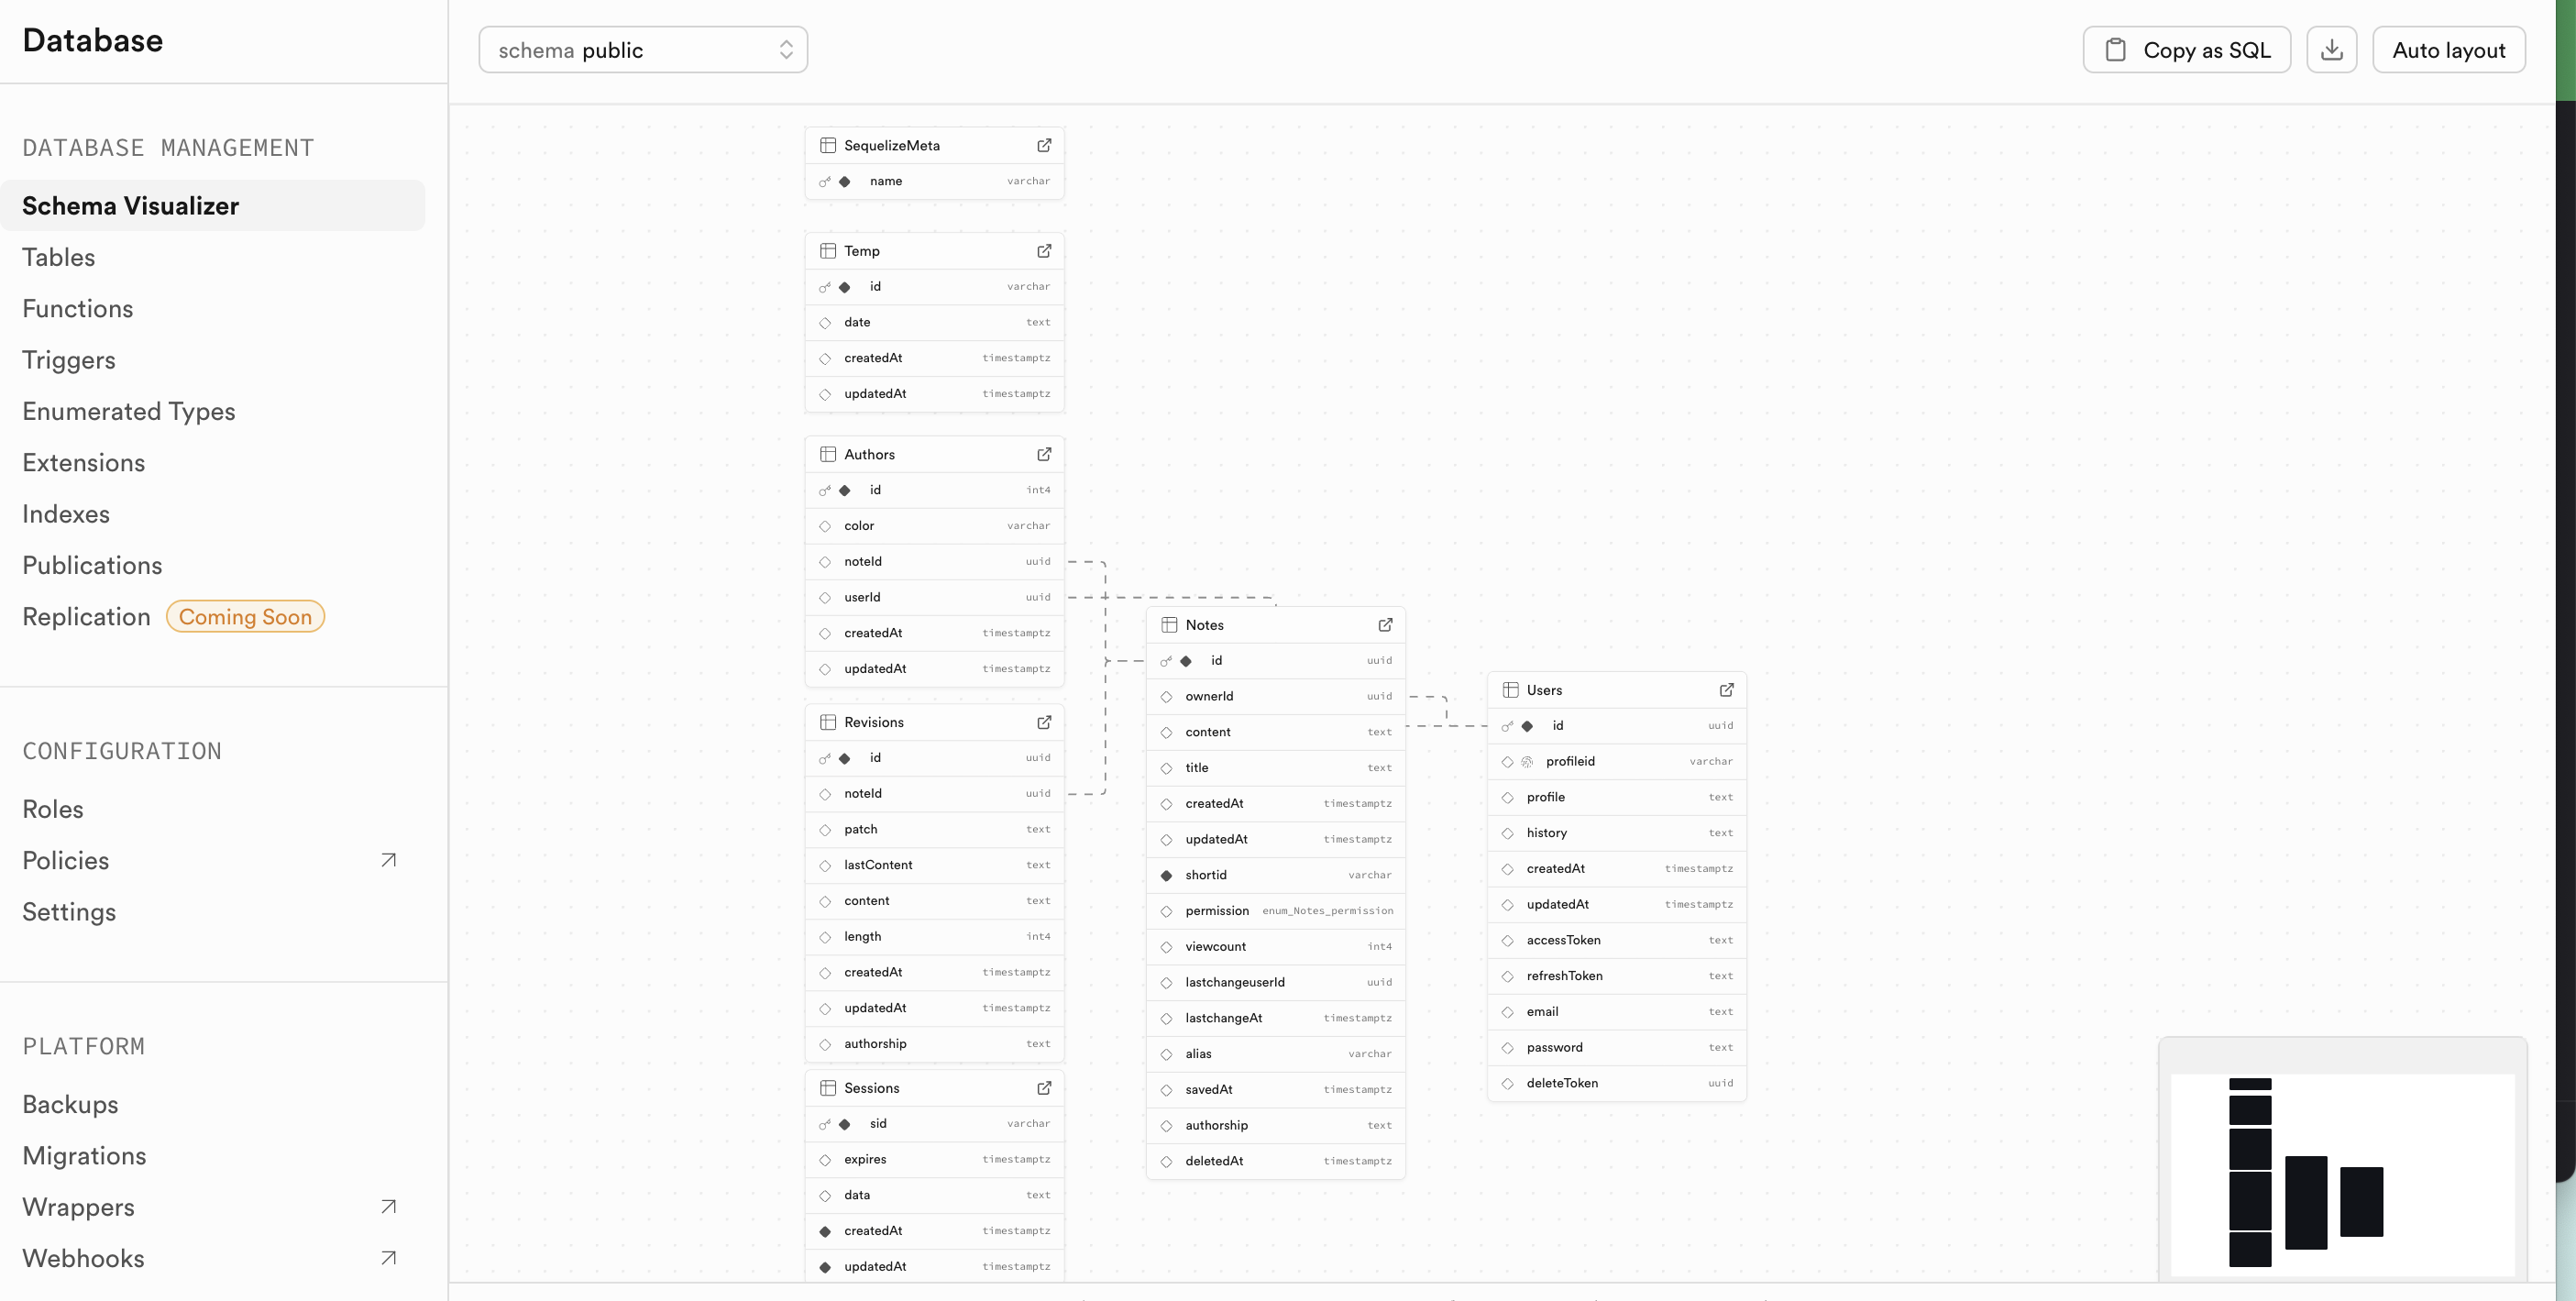 Database
DATABASE MANAGEMENT
Schema Visualizer
Tables
Functions
Triggers
Enumerated Types
Extensions
Indexes
Publications
Replication Coming Soon
CONFIGURATION
Roles
Policies
Settings
PLATFORM
Backups
Migrations
Wrappers
Webhooks
schema public
Copy as SQL
Auto layout
SequelizeMeta
name varchar
Temp
id varchar
date text
createdAt timestamptz
updatedAt timestamptz
Authors
id int4
color varchar
noteId uuid
userId uuid
createdAt timestamptz
updatedAt timestamptz
Revisions
id uuid
noteId uuid
patch text
lastContent text
content text
length int4
createdAt timestamptz
updatedAt timestamptz
authorship text
Sessions
sid varchar
expires timestamptz
data text
createdAt timestamptz
updatedAt timestamptz
Notes
id uuid
ownerId uuid
content text
title text
createdAt timestamptz
updatedAt timestamptz
shortid varchar
permission enum_Notes_permission
viewcount int4
lastchangeuserId uuid
lastchangeAt timestamptz
alias varchar
savedAt timestamptz
authorship text
deletedAt timestamptz
Users
id uuid
profileid varchar
profile text
history text
createdAt timestamptz
updatedAt timestamptz
accessToken text
refreshToken text
email text
password text
deleteToken uuid